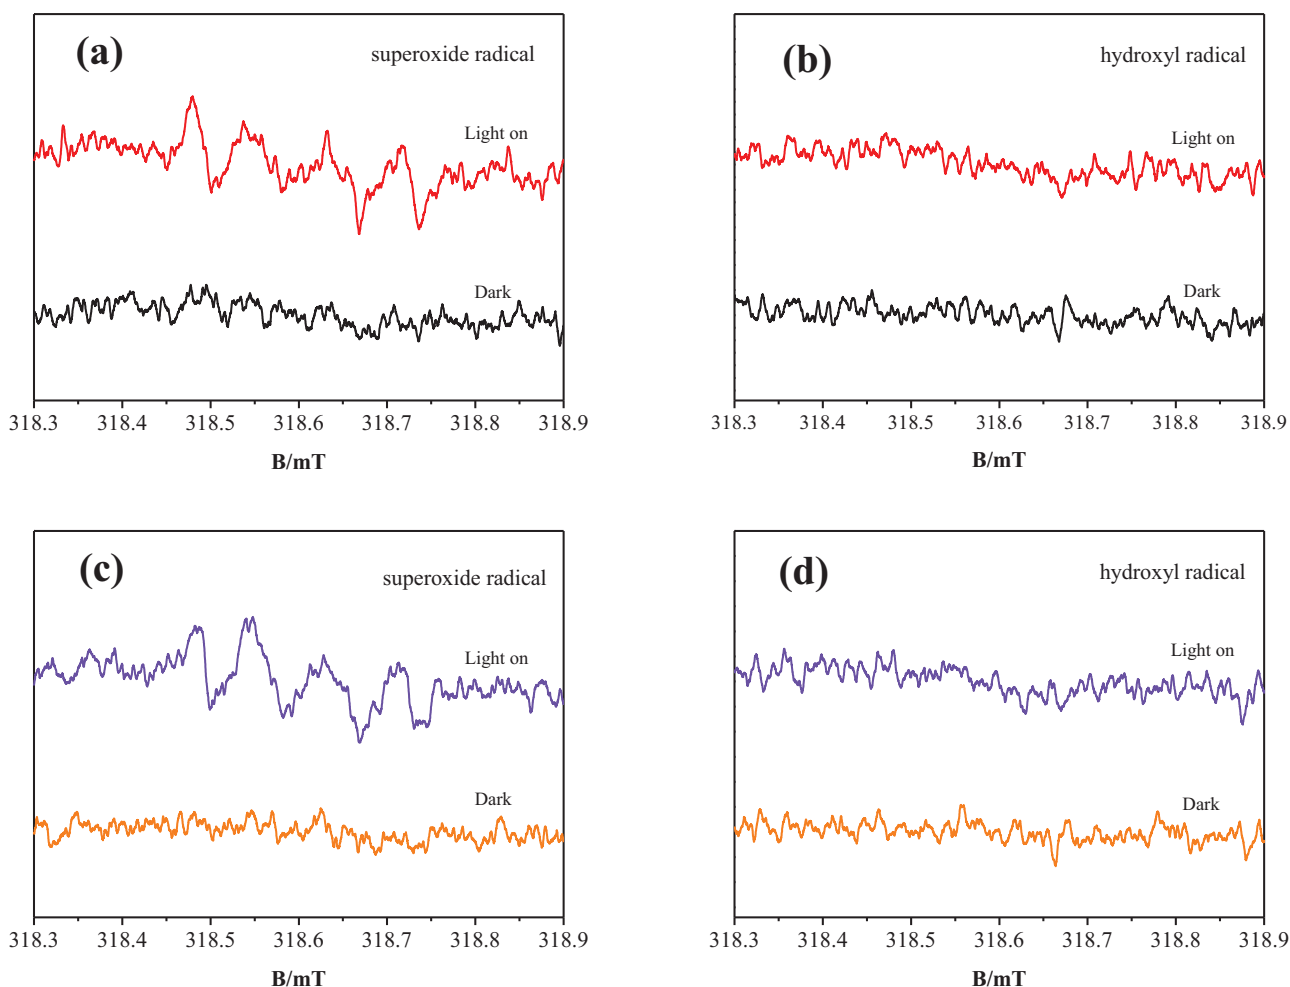 (a)
superoxide radical
Light on
Dark
318.3 318.4 318.5 318.6 318.7 318.8 318.9
B/mT
(b)
hydroxyl radical
Light on
Dark
318.3 318.4 318.5 318.6 318.7 318.8 318.9
B/mT
(c)
superoxide radical
Light on
Dark
318.3 318.4 318.5 318.6 318.7 318.8 318.9
B/mT
(d)
hydroxyl radical
Light on
Dark
318.3 318.4 318.5 318.6 318.7 318.8 318.9
B/mT